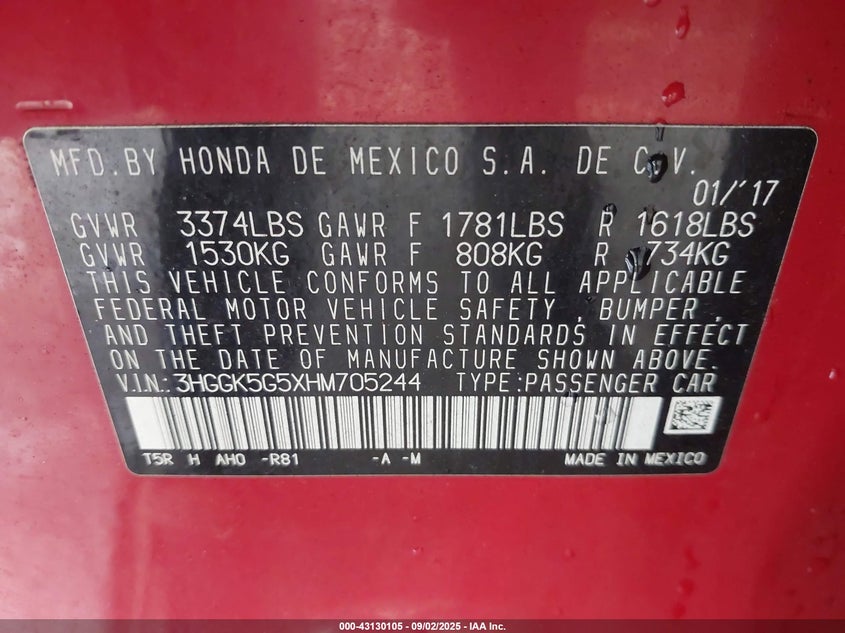 MFD.BY HONDA DE MEXICO S.A. DE C.V.
01/'17
GVWR 3374LBS GAWR F 1781LBS R 1618LBS
GVWR 1530KG GAWR F 808KG R 734KG
THIS VEHICLE CONFORMS TO ALL APPLICABLE
FEDERAL MOTOR VEHICLE SAFETY , BUMPER ,
AND THEFT PREVENTION STANDARDS IN EFFECT
ON THE DATE OF MANUFACTURE SHOWN ABOVE.
V.I.N.: 3HGGK5G5XHM705244 TYPE:PASSENGER CAR
T5R H AH0 -R81 -A -M MADE IN MEXICO
000-43130105 - 09/02/2025 - IAA Inc.